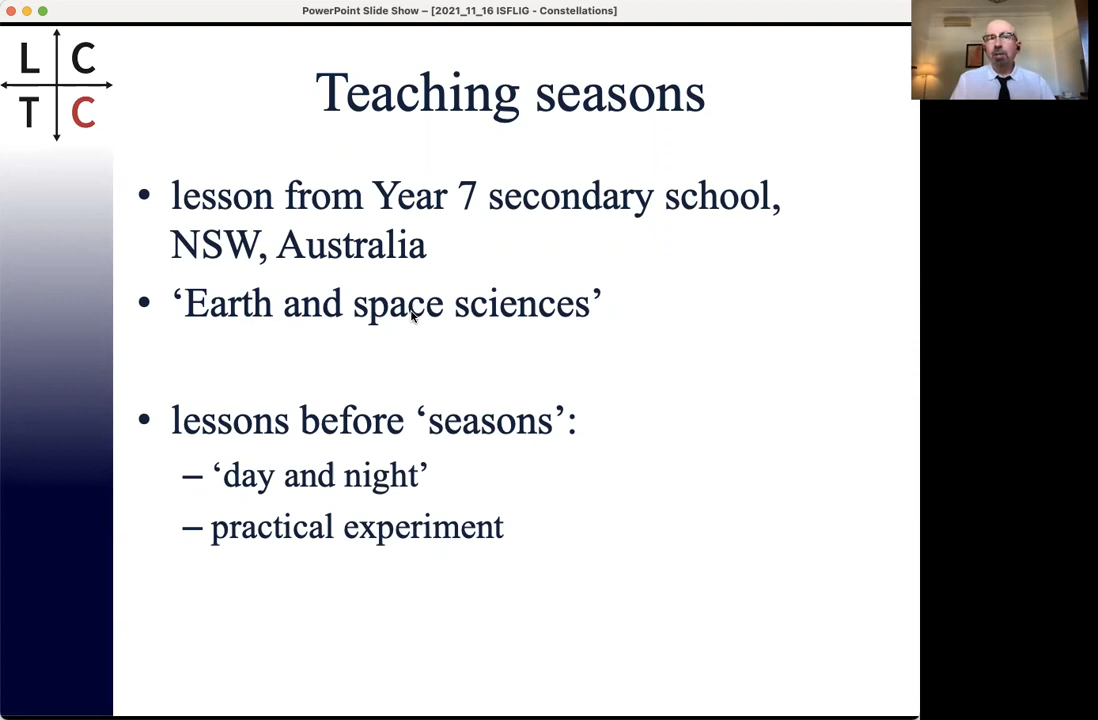 PowerPoint Slide Show – [2021_11_16 ISFLIG - Constellations]
L C
T C
Teaching seasons
• lesson from Year 7 secondary school,
NSW, Australia
• ‘Earth and space sciences’
• lessons before ‘seasons’:
– ‘day and night’
– practical experiment